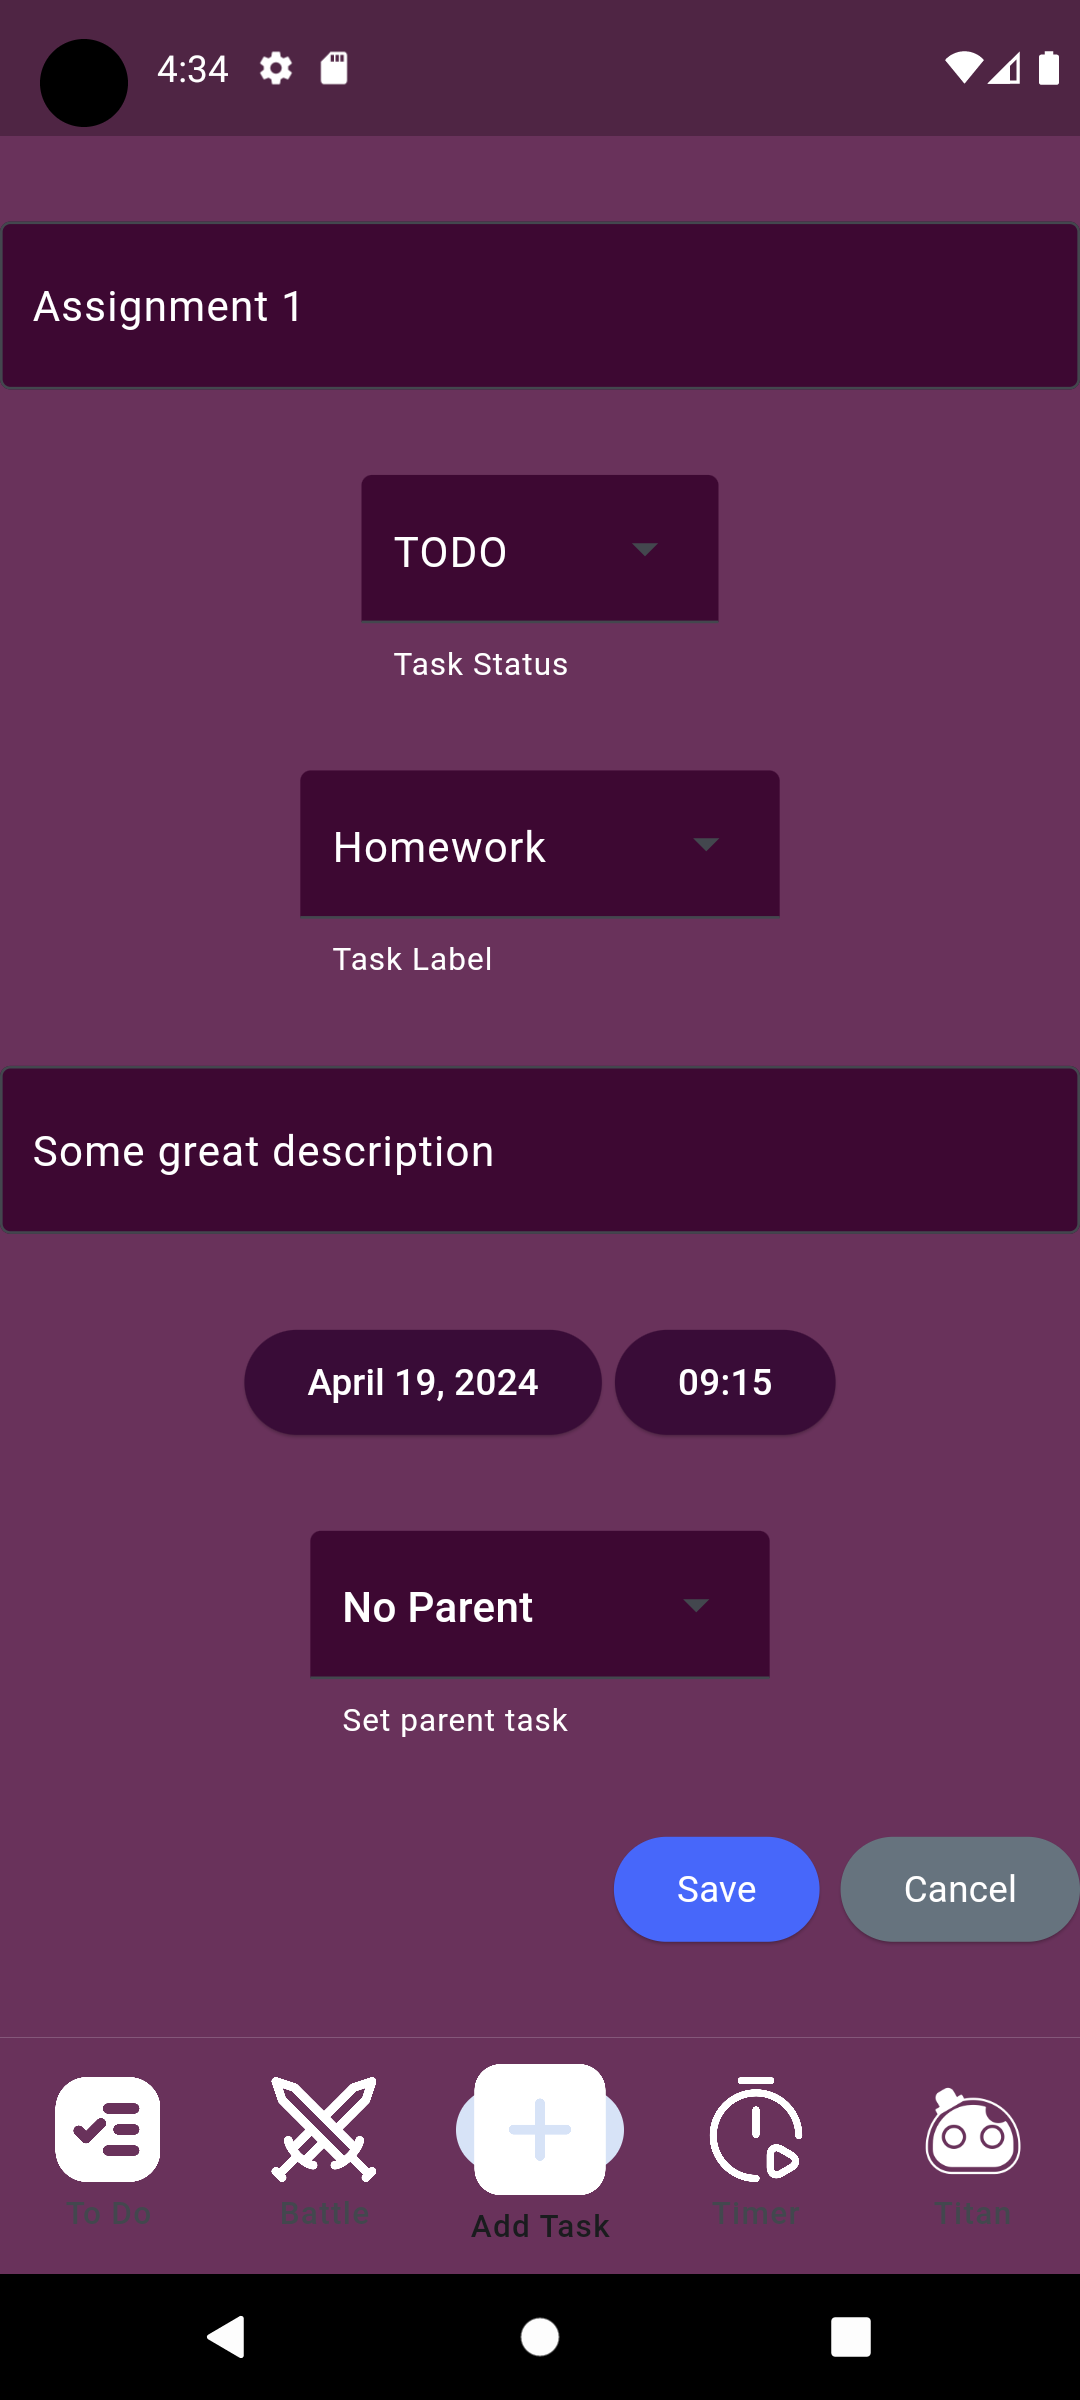 4:34
Assignment 1
TODO
Task Status
Homework
Task Label
Some great description
April 19, 2024 09:15
No Parent
Set parent task
Save Cancel
To Do Battle Add Task Timer Titan